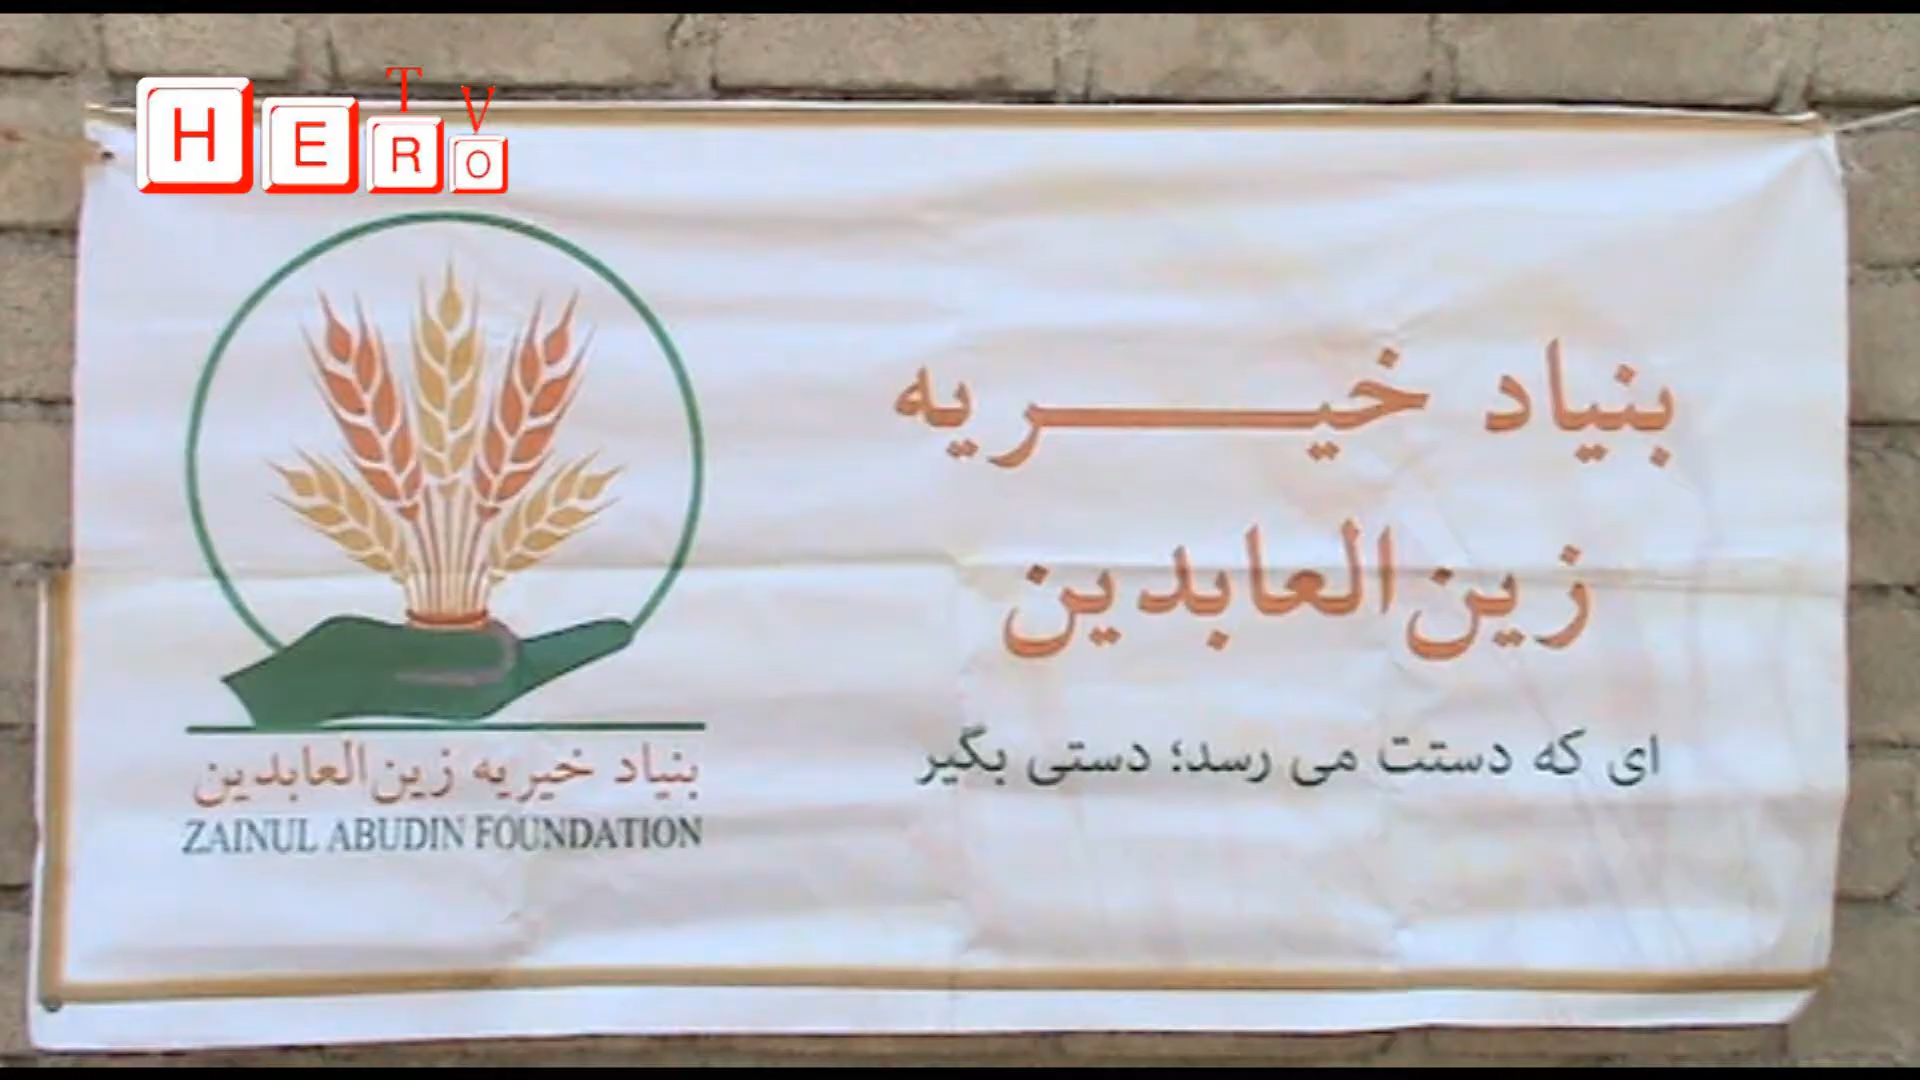 HERO TV
بنیاد خیریه
زین‌العابدین
ای که دستت می رسد؛ دستی بگیر
بنیاد خیریه زین‌العابدین
ZAINUL ABUDIN FOUNDATION